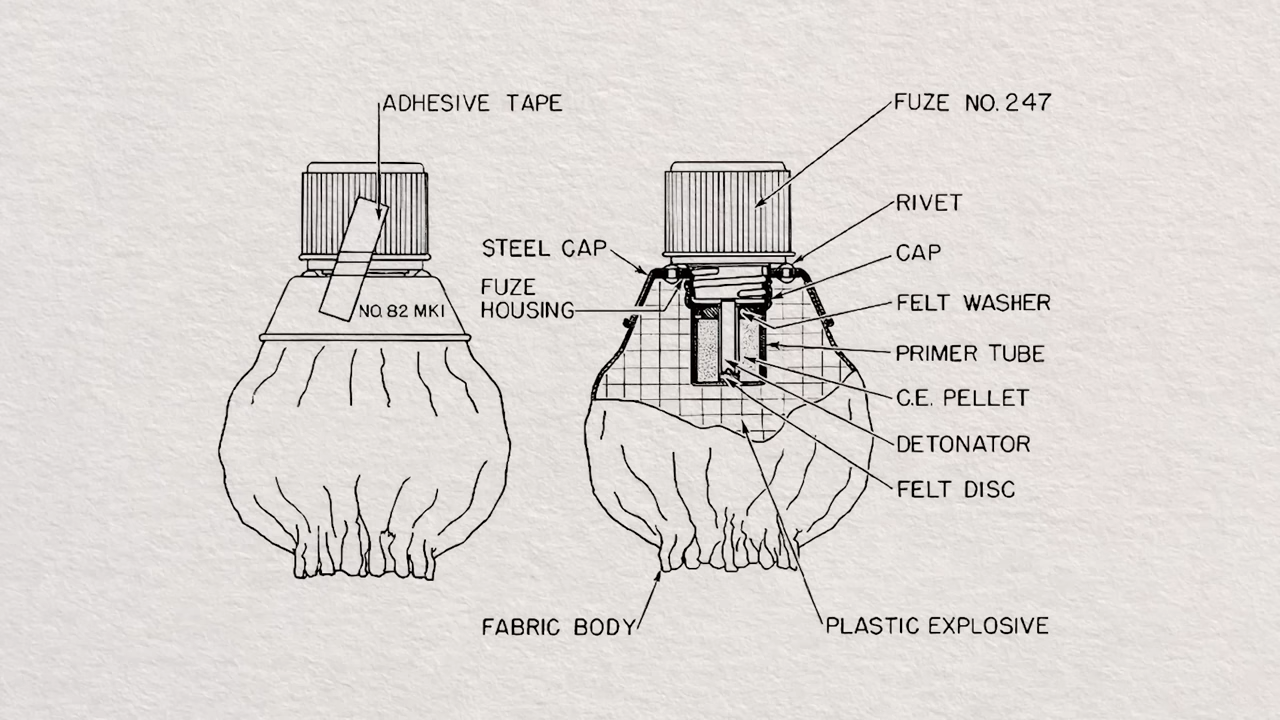 ADHESIVE TAPE
NO. 82 MK I
STEEL CAP
FUZE
HOUSING
FABRIC BODY
FUZE NO. 247
RIVET
CAP
FELT WASHER
PRIMER TUBE
C.E. PELLET
DETONATOR
FELT DISC
PLASTIC EXPLOSIVE